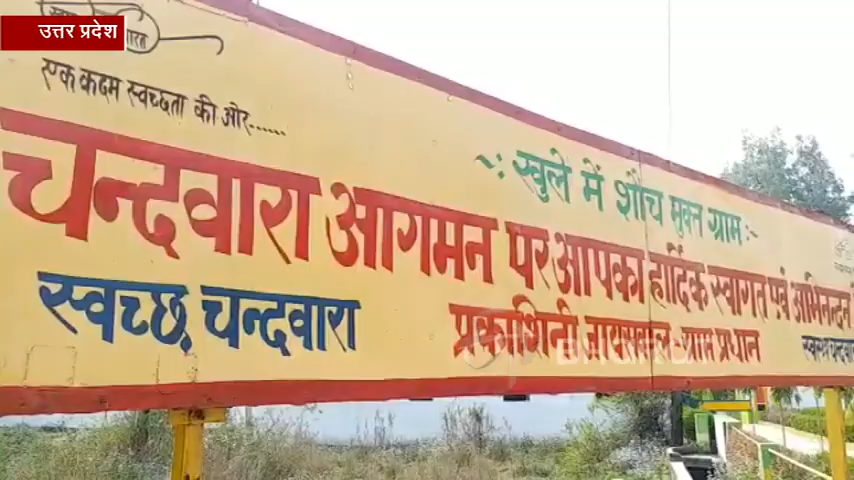 उत्तर प्रदेश
एक कदम स्वच्छता की ओर......
~: खुले में शौच मुक्त ग्राम :~
चन्दवारा आगमन पर आपका हार्दिक स्वागत एवं अभिनन्दन
स्वच्छ चन्दवारा
प्रकाशिनी जायसवाल ग्राम प्रधान